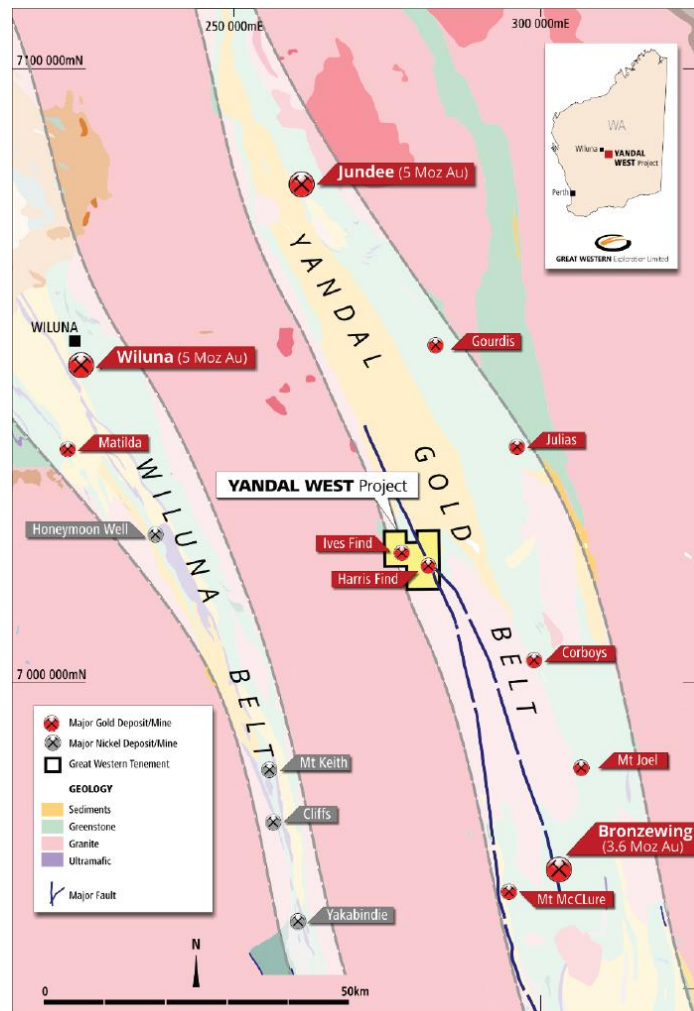 250 000mE
300 000mE
7100 000mN
WA
Wiluna
YANDAL
WEST Project
Perth
GREAT WESTERN Exploration Limited
Jundee (5 Moz Au)
YANDAL
GOLD
BELT
WILUNA
Wiluna (5 Moz Au)
Gourdis
Matilda
Julias
WILUNA
BELT
Honeymoon Well
YANDAL WEST Project
Ives Find
Harris Find
Corboys
7 000 000mN
Mt Joel
Mt Keith
Cliffs
Bronzewing
(3.6 Moz Au)
Mt McCLure
Yakabindie
Major Gold Deposit/Mine
Major Nickel Deposit/Mine
Great Western Tenement
GEOLOGY
Sediments
Greenstone
Granite
Ultramafic
Major Fault
N
0
50km